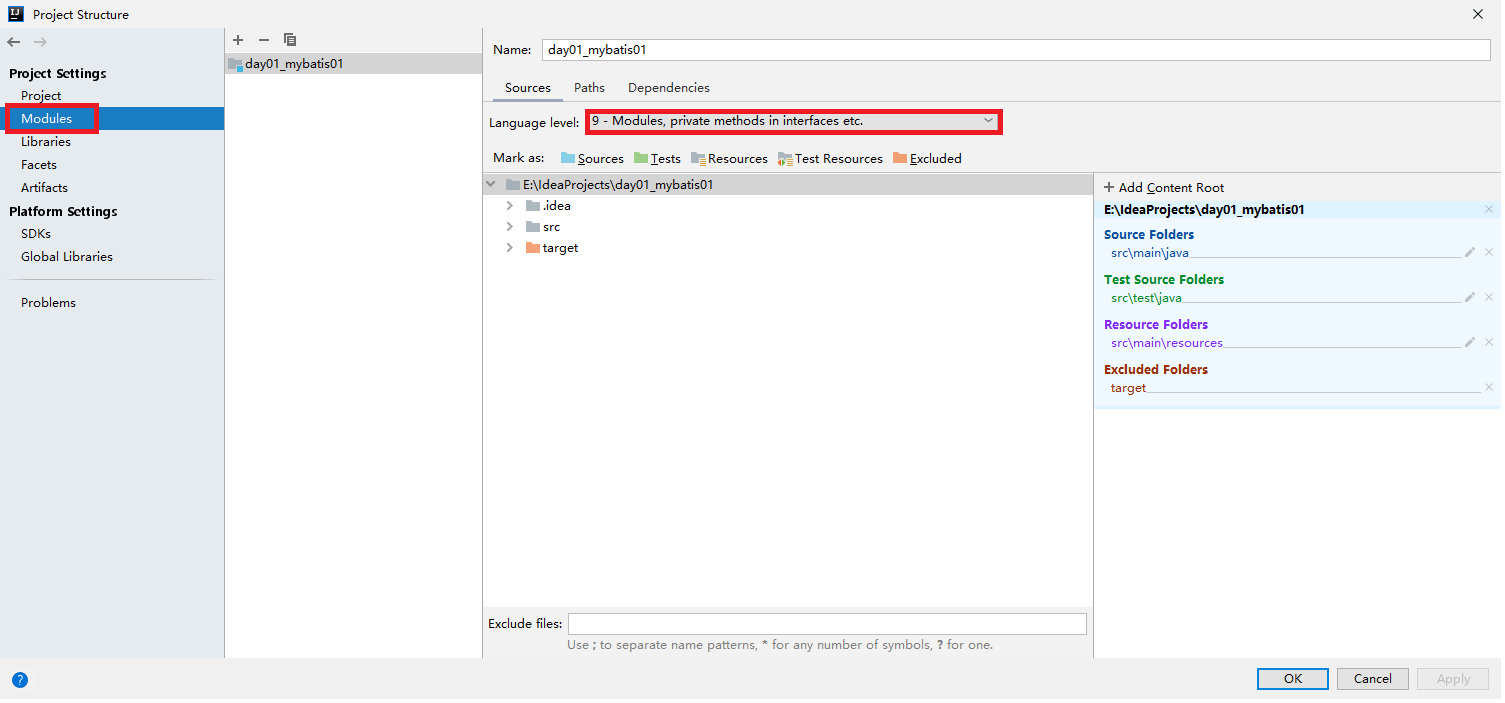 Project Structure
Project Settings
Project
Modules
Libraries
Facets
Artifacts
Platform Settings
SDKs
Global Libraries
Problems
day01_mybatis01
Name: day01_mybatis01
Sources Paths Dependencies
Language level: 9 - Modules, private methods in interfaces etc.
Mark as: Sources Tests Resources Test Resources Excluded
E:\IdeaProjects\day01_mybatis01
.idea
src
target
+ Add Content Root
E:\IdeaProjects\day01_mybatis01
Source Folders
src\main\java
Test Source Folders
src\test\java
Resource Folders
src\main\resources
Excluded Folders
target
Exclude files:
Use ; to separate name patterns, * for any number of symbols, ? for one.
? OK Cancel Apply